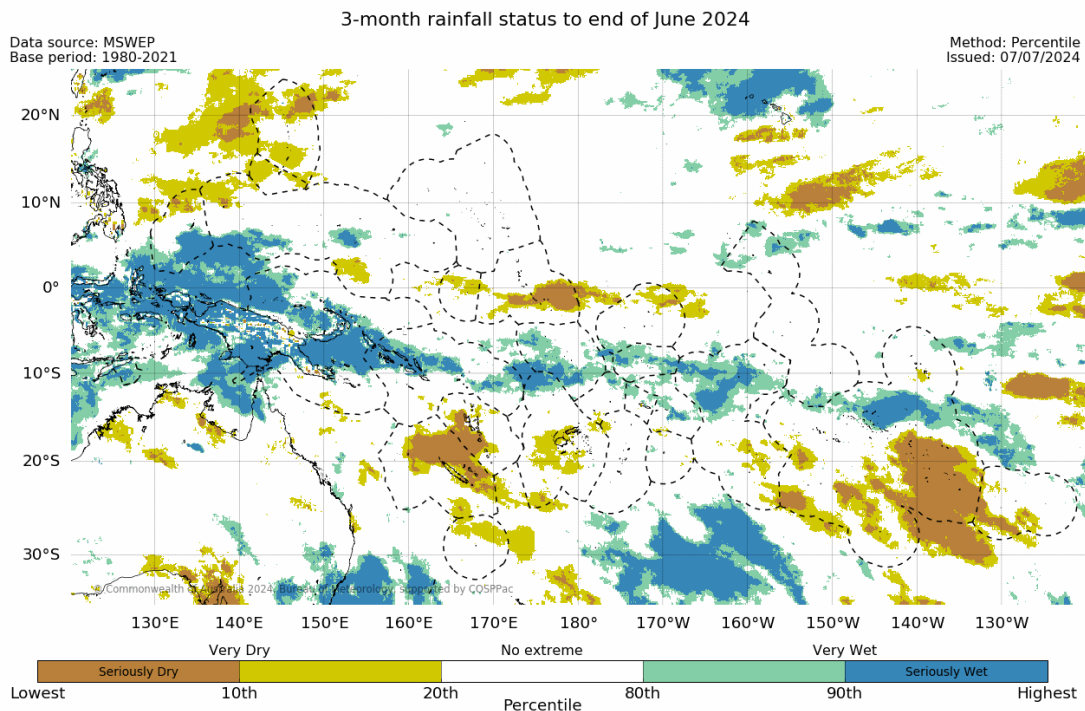 3-month rainfall status to end of June 2024
Data source: MSWEP
Base period: 1980-2021
Method: Percentile
Issued: 07/07/2024
20°N
10°N
0°
10°S
20°S
30°S
©Commonwealth of Australia 2024, Bureau of Meteorology, supported by COSPPac
130°E 140°E 150°E 160°E 170°E 180° 170°W 160°W 150°W 140°W 130°W
Very Dry No extreme Very Wet
Seriously Dry Seriously Wet
Lowest 10th 20th 80th 90th Highest
Percentile